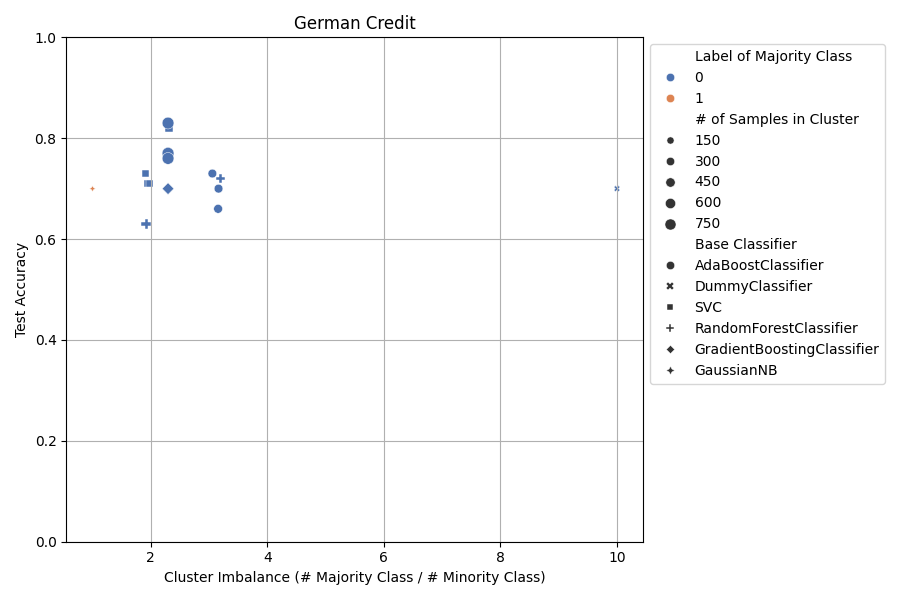 German Credit
1.0
0.8
0.6
0.4
0.2
0.0
Test Accuracy
2
4
6
8
10
Cluster Imbalance (# Majority Class / # Minority Class)
Label of Majority Class
0
1
# of Samples in Cluster
150
300
450
600
750
Base Classifier
AdaBoostClassifier
DummyClassifier
SVC
RandomForestClassifier
GradientBoostingClassifier
GaussianNB